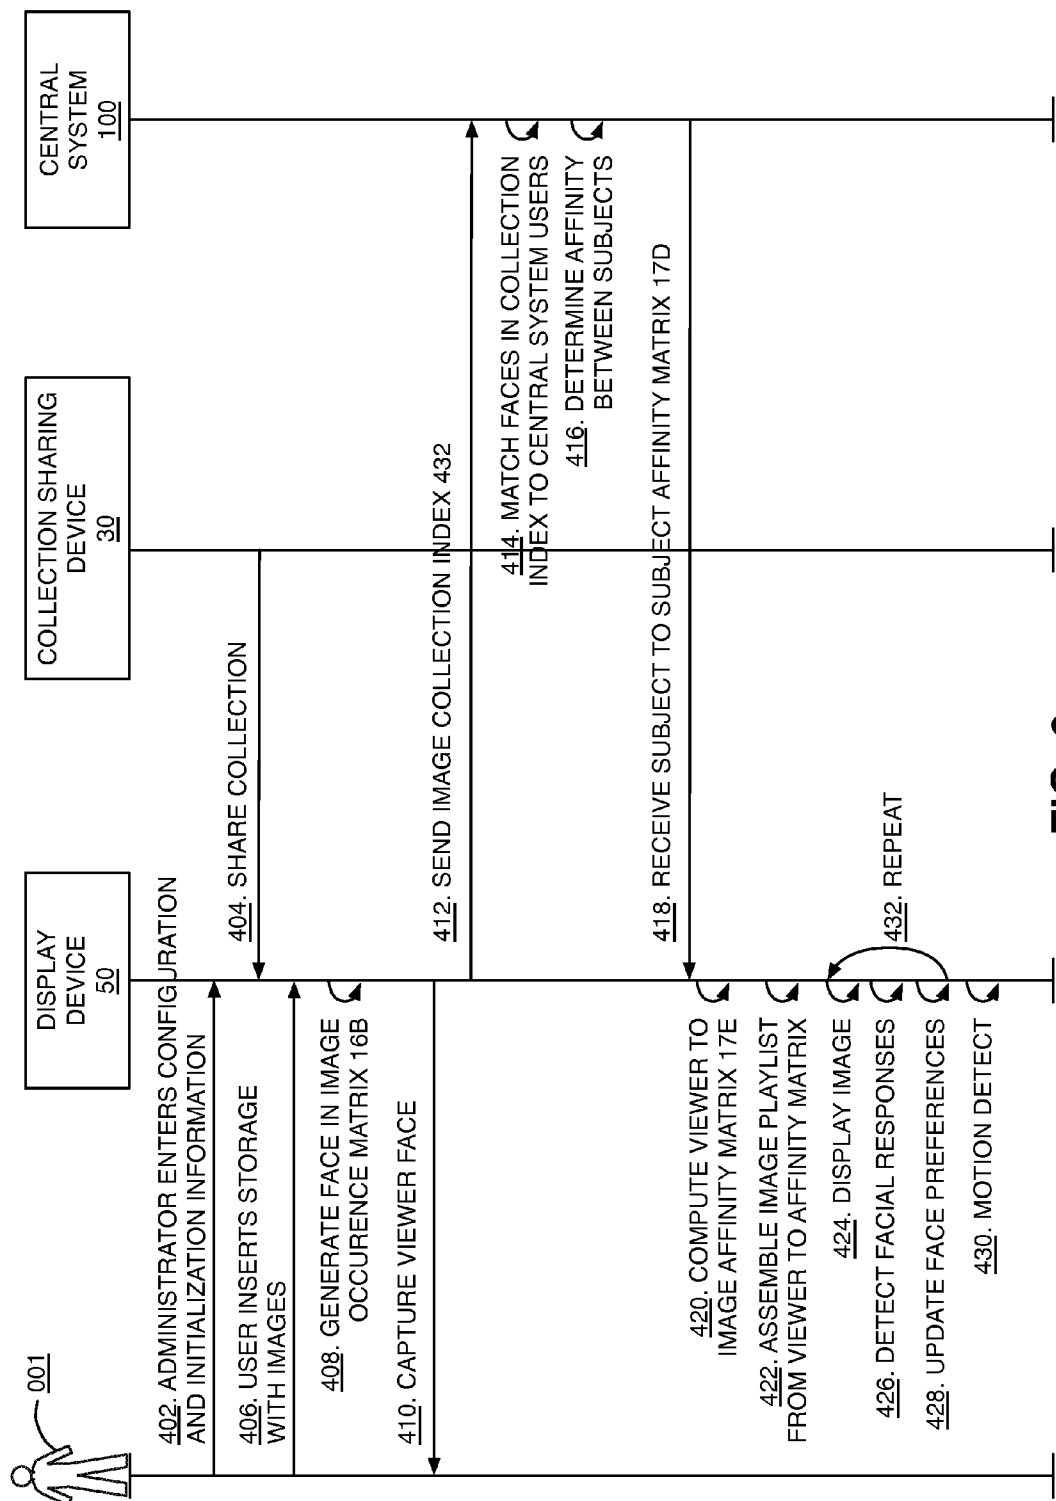 001
DISPLAY
DEVICE
50
COLLECTION SHARING
DEVICE
30
CENTRAL
SYSTEM
100
402. ADMINISTRATOR ENTERS CONFIGURATION
AND INITIALIZATION INFORMATION
404. SHARE COLLECTION
406. USER INSERTS STORAGE
WITH IMAGES
408. GENERATE FACE IN IMAGE
OCCURENCE MATRIX 16B
410. CAPTURE VIEWER FACE
412. SEND IMAGE COLLECTION INDEX 432
414. MATCH FACES IN COLLECTION
INDEX TO CENTRAL SYSTEM USERS
416. DETERMINE AFFINITY
BETWEEN SUBJECTS
418. RECEIVE SUBJECT TO SUBJECT AFFINITY MATRIX 17D
420. COMPUTE VIEWER TO
IMAGE AFFINITY MATRIX 17E
422. ASSEMBLE IMAGE PLAYLIST
FROM VIEWER TO AFFINITY MATRIX
424. DISPLAY IMAGE
426. DETECT FACIAL RESPONSES
428. UPDATE FACE PREFERENCES
430. MOTION DETECT
432. REPEAT